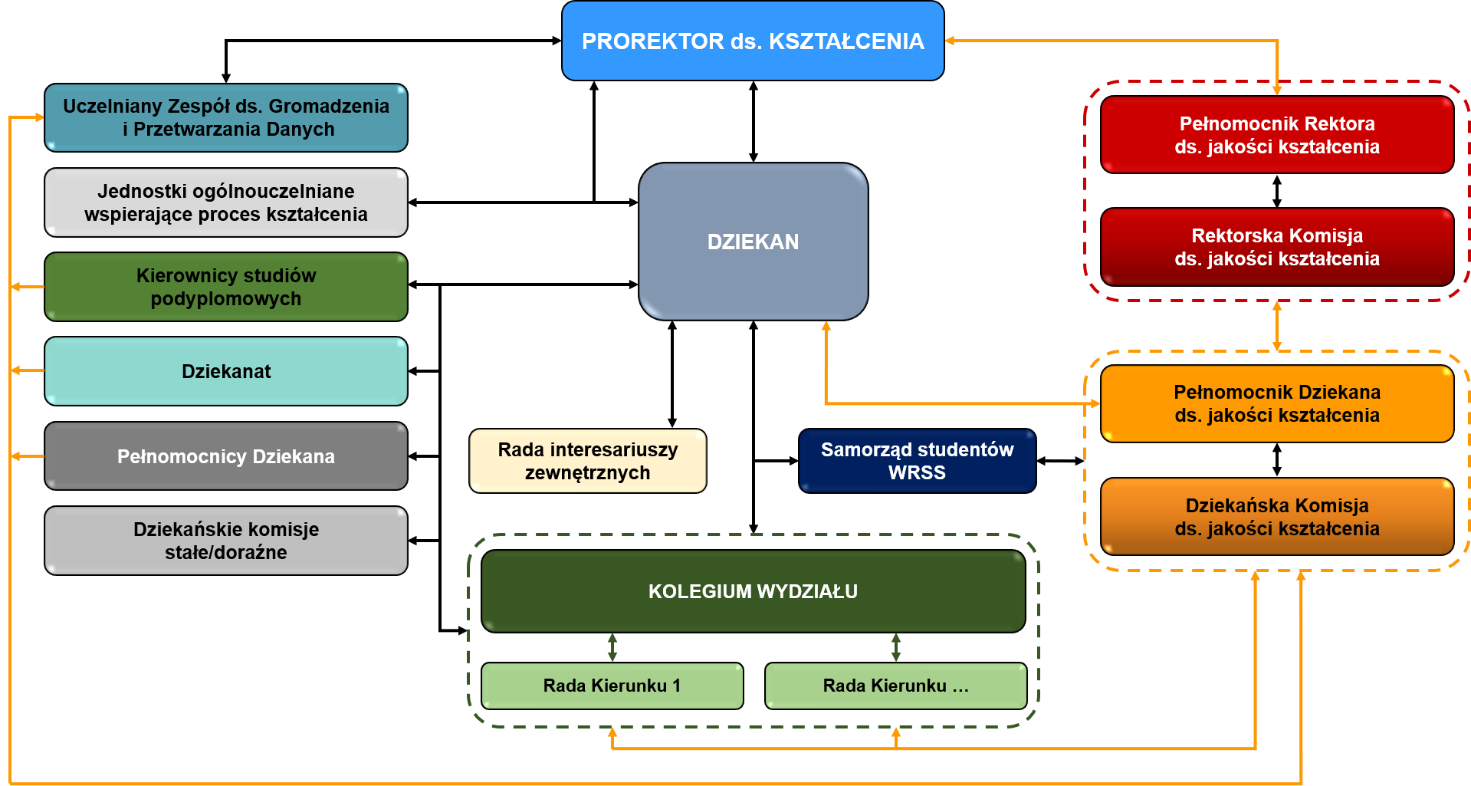 PROREKTOR ds. KSZTAŁCENIA
Uczelniany Zespół ds. Gromadzenia
i Przetwarzania Danych
Jednostki ogólnouczelniane
wspierające proces kształcenia
Kierownicy studiów
podyplomowych
Dziekanat
Pełnomocnicy Dziekana
Dziekańskie komisje
stałe/doraźne
DZIEKAN
Rada interesariuszy
zewnętrznych
Samorząd studentów
WRSS
KOLEGIUM WYDZIAŁU
Rada Kierunku 1
Rada Kierunku …
Pełnomocnik Rektora
ds. jakości kształcenia
Rektorska Komisja
ds. jakości kształcenia
Pełnomocnik Dziekana
ds. jakości kształcenia
Dziekańska Komisja
ds. jakości kształcenia